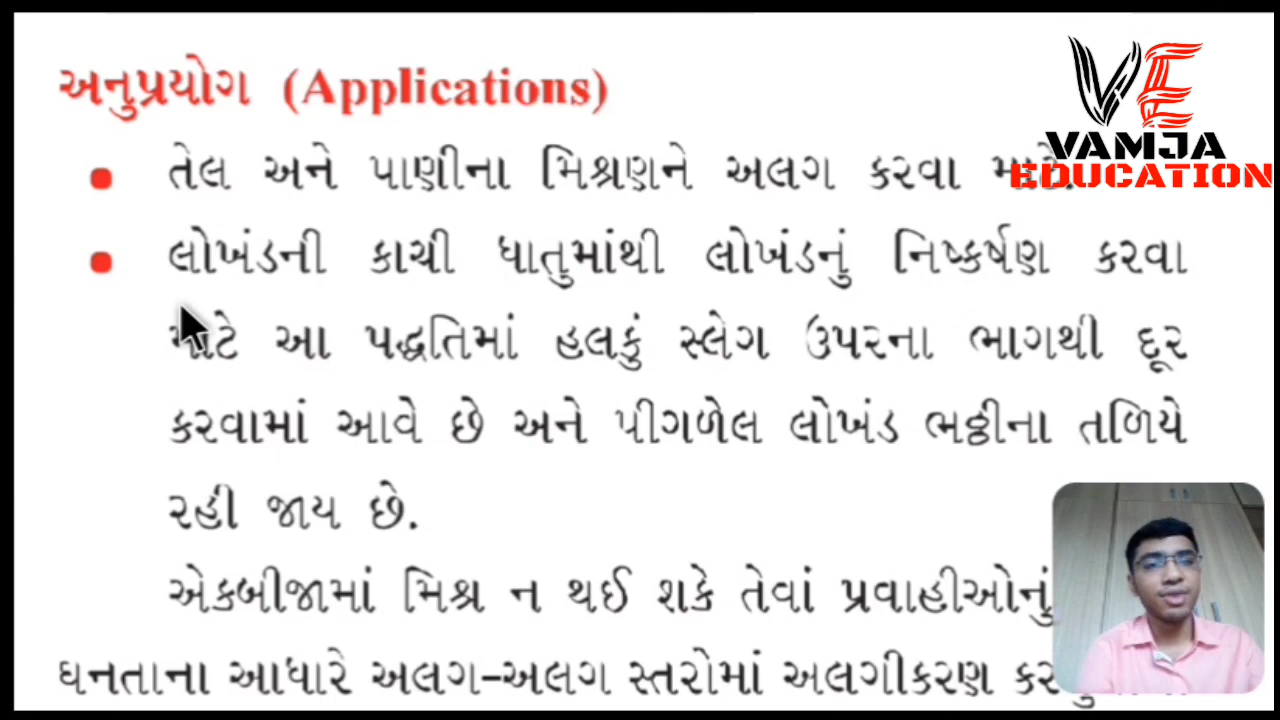 અનુપ્રયોગ (Applications)
• તેલ અને પાણીના મિશ્રણને અલગ કરવા
• લોખંડની કાચી ધાતુમાંથી લોખંડનું નિષ્કર્ષણ કરવા
માટે આ પદ્ધતિમાં હલકું સ્લેગ ઉપરના ભાગથી દૂર
કરવામાં આવે છે અને પીગળેલ લોખંડ ભઠ્ઠીના તળિયે
રહી જાય છે.
એકબીજામાં મિશ્ર ન થઈ શકે તેવાં પ્રવાહીઓનું
ઘનતાના આધારે અલગ-અલગ સ્તરોમાં અલગીકરણ
VE
VAMJA
EDUCATION